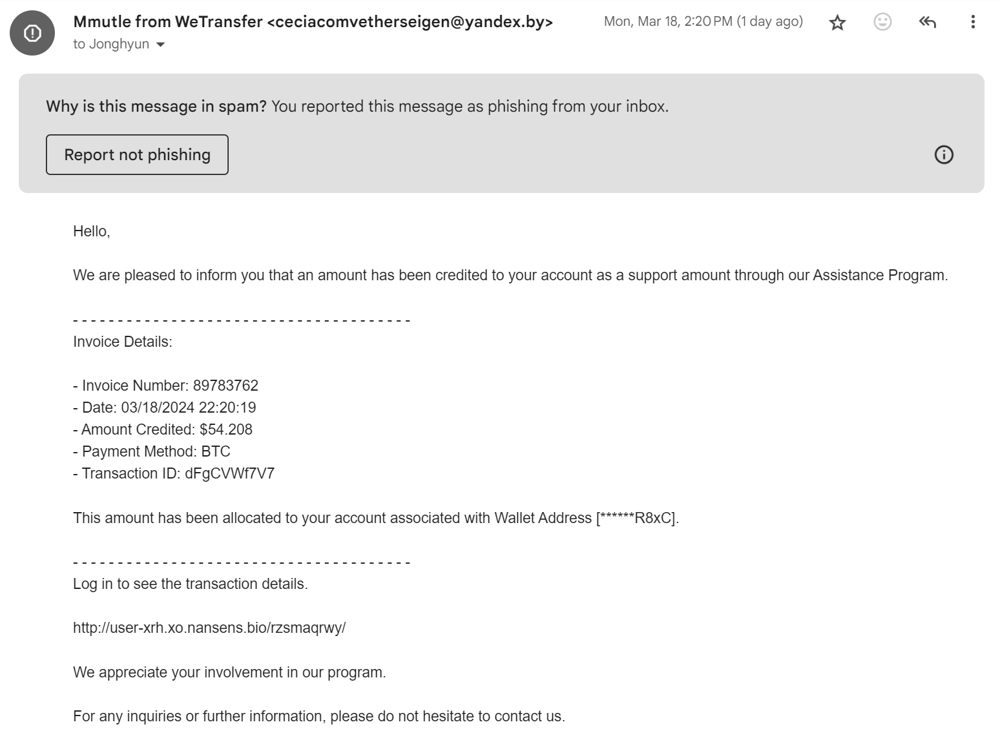 Mmutle from WeTransfer <ceciacomvetherseigen@yandex.by>
Mon, Mar 18, 2:20 PM (1 day ago)
to Jonghyun
Why is this message in spam? You reported this message as phishing from your inbox.
Report not phishing
Hello,
We are pleased to inform you that an amount has been credited to your account as a support amount through our Assistance Program.
- - - - - - - - - - - - - - - - - - - - - - - - - - - - - - - - - - - - - -
Invoice Details:
- Invoice Number: 89783762
- Date: 03/18/2024 22:20:19
- Amount Credited: $54.208
- Payment Method: BTC
- Transaction ID: dFgCVWf7V7
This amount has been allocated to your account associated with Wallet Address [******R8xC].
- - - - - - - - - - - - - - - - - - - - - - - - - - - - - - - - - - - - - -
Log in to see the transaction details.
http://user-xrh.xo.nansens.bio/rzsmaqrwy/
We appreciate your involvement in our program.
For any inquiries or further information, please do not hesitate to contact us.